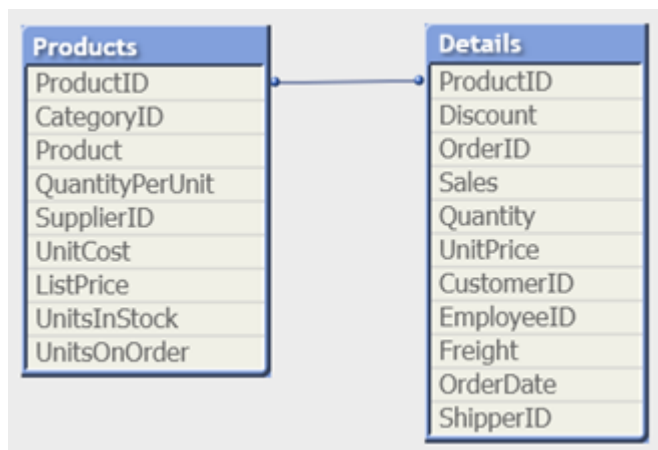 Products
ProductID
CategoryID
Product
QuantityPerUnit
SupplierID
UnitCost
ListPrice
UnitsInStock
UnitsOnOrder
Details
ProductID
Discount
OrderID
Sales
Quantity
UnitPrice
CustomerID
EmployeeID
Freight
OrderDate
ShipperID